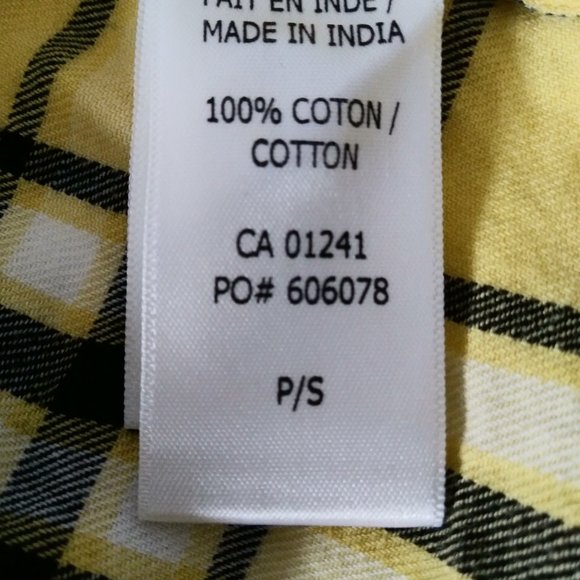 FAIT EN INDE /
MADE IN INDIA
100% COTON /
COTTON
CA 01241
PO# 606078
P/S